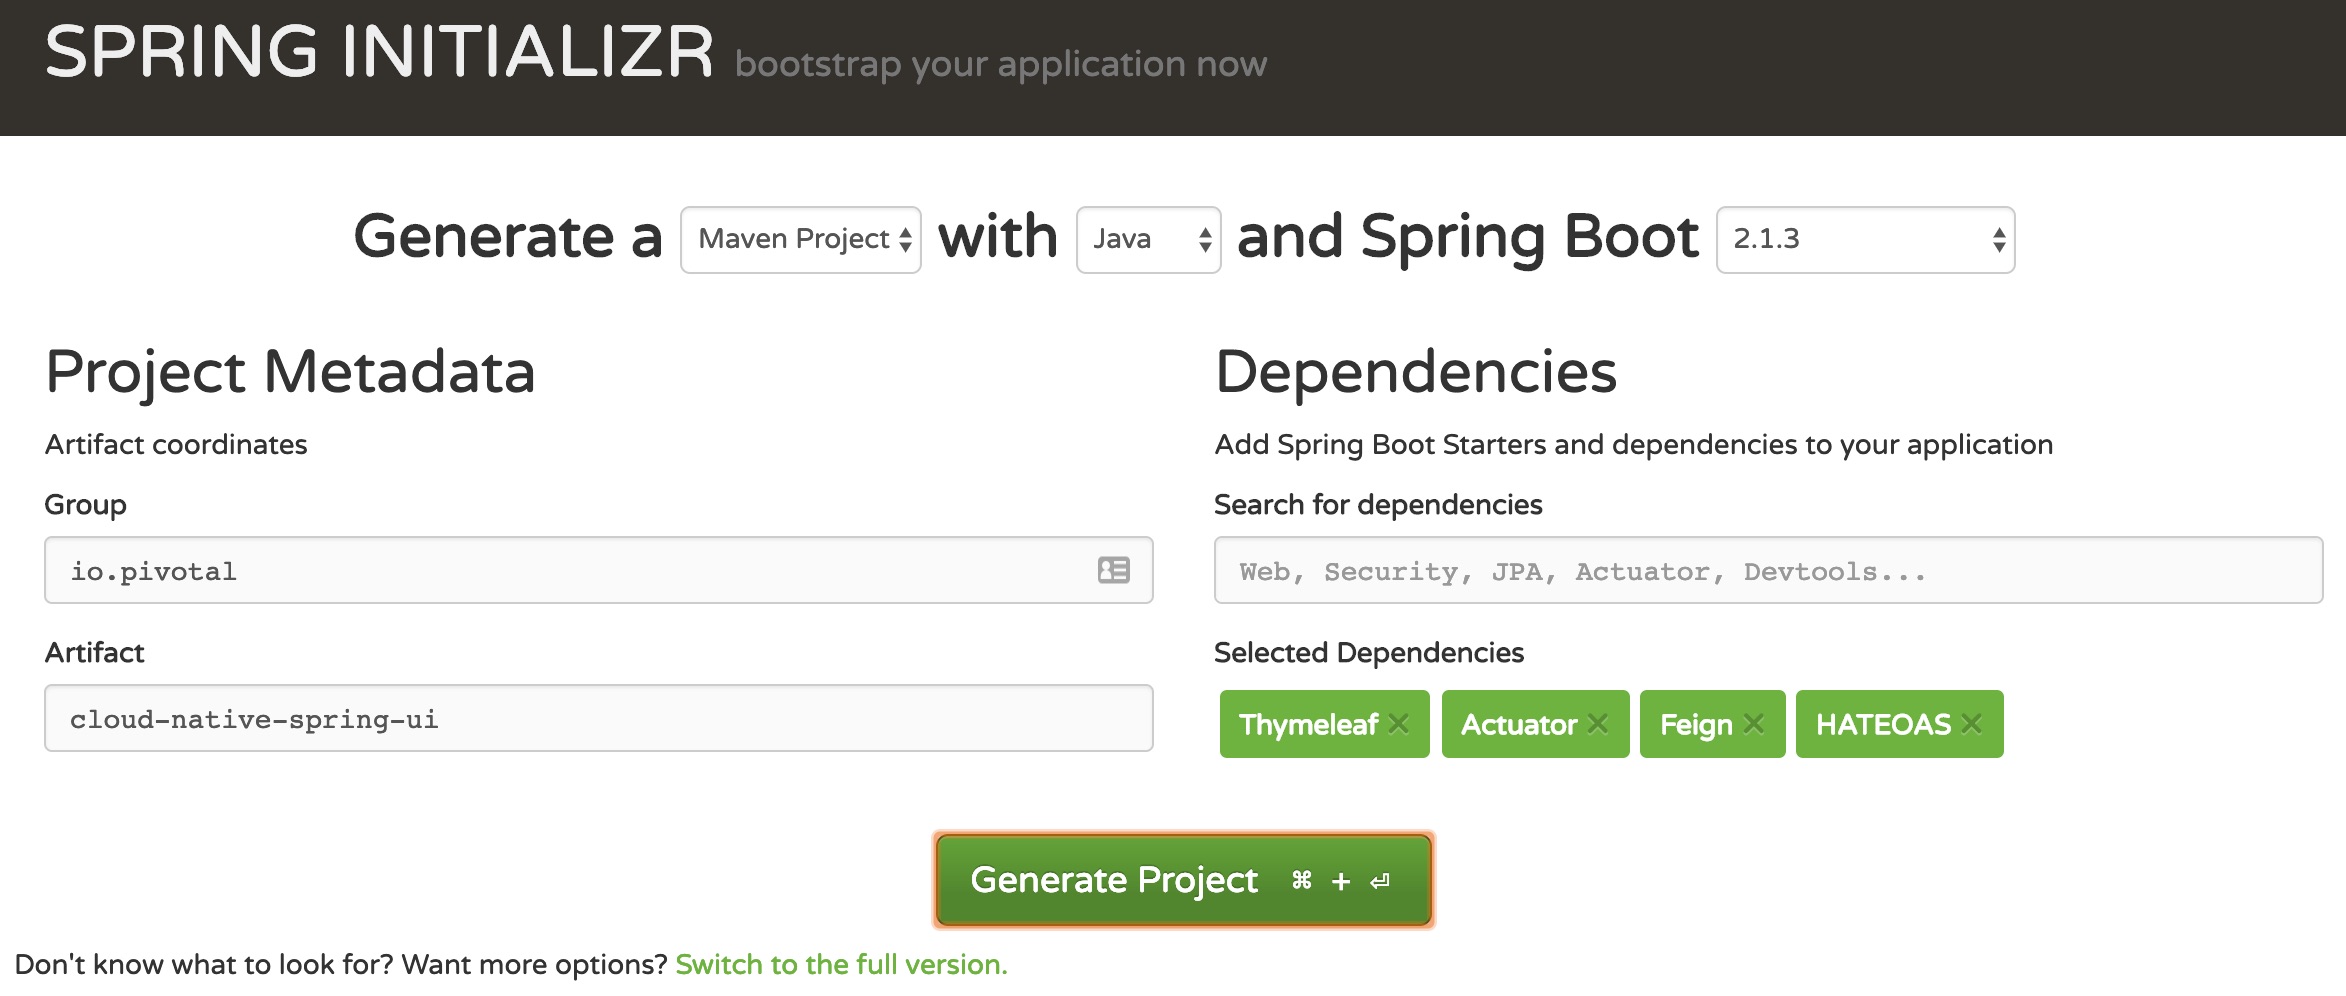 SPRING INITIALIZR bootstrap your application now
Generate a Maven Project with Java and Spring Boot 2.1.3
Project Metadata
Artifact coordinates
Group
io.pivotal
Artifact
cloud-native-spring-ui
Dependencies
Add Spring Boot Starters and dependencies to your application
Search for dependencies
Web, Security, JPA, Actuator, Devtools...
Selected Dependencies
Thymeleaf × Actuator × Feign × HATEOAS ×
Generate Project ⌘ + ⏎
Don't know what to look for? Want more options? Switch to the full version.